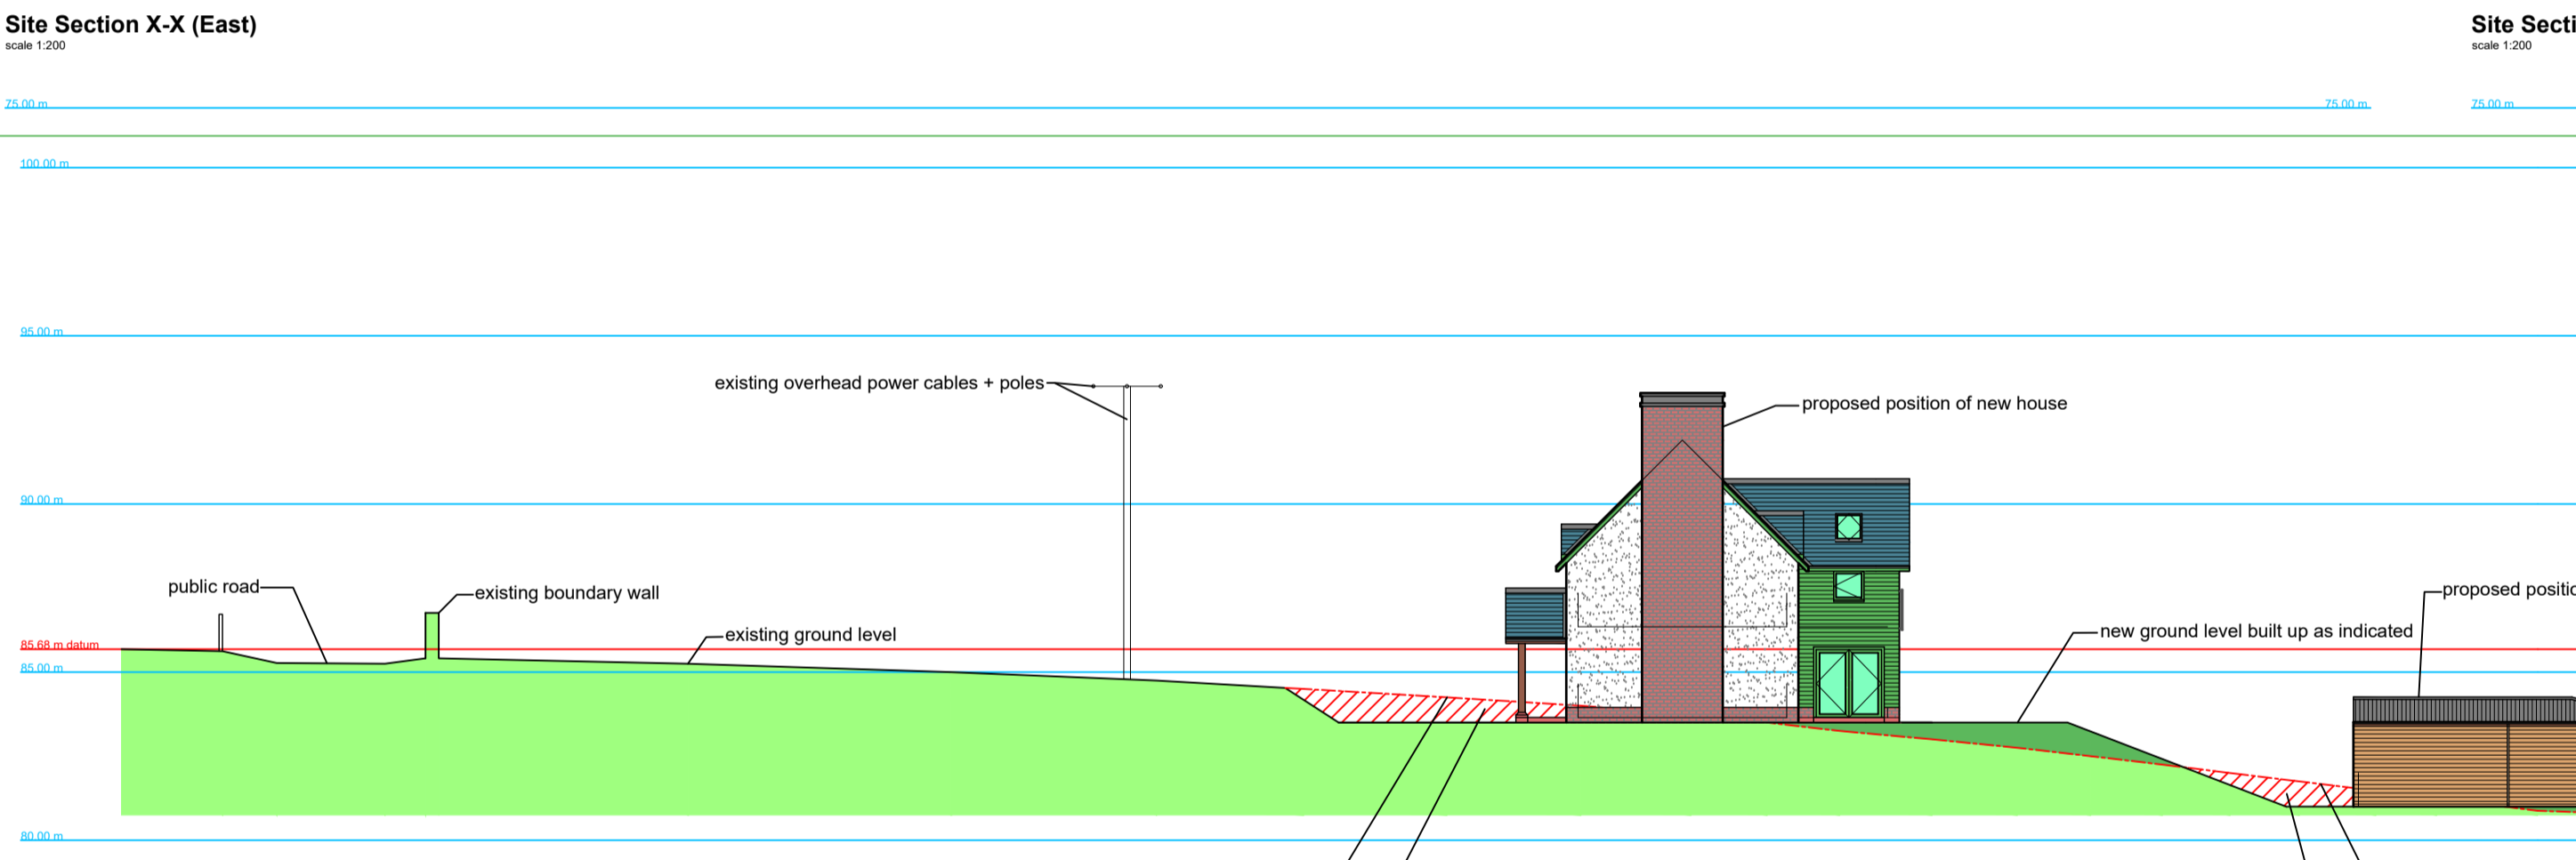 Site Section X-X (East)
scale 1:200
Site Secti
scale 1:200
75.00 m
75.00 m
75.00 m
100.00 m
95.00 m
existing overhead power cables + poles
proposed position of new house
90.00 m
public road
existing boundary wall
proposed positio
existing ground level
new ground level built up as indicated
85.68 m datum
85.00 m
80.00 m